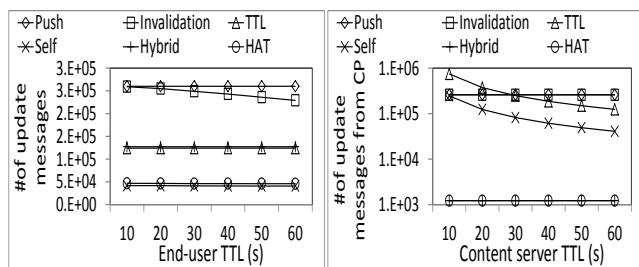 Push Invalidation TTL
Self Hybrid HAT
3.E+05
3.E+05
2.E+05
2.E+05
1.E+05
5.E+04
0.E+00
#of update
messages
10 20 30 40 50 60
End-user TTL (s)
Push Invalidation TTL
Self Hybrid HAT
1.E+06
1.E+05
1.E+04
1.E+03
#of update
messages from CP
10 20 30 40 50 60
Content server TTL (s)